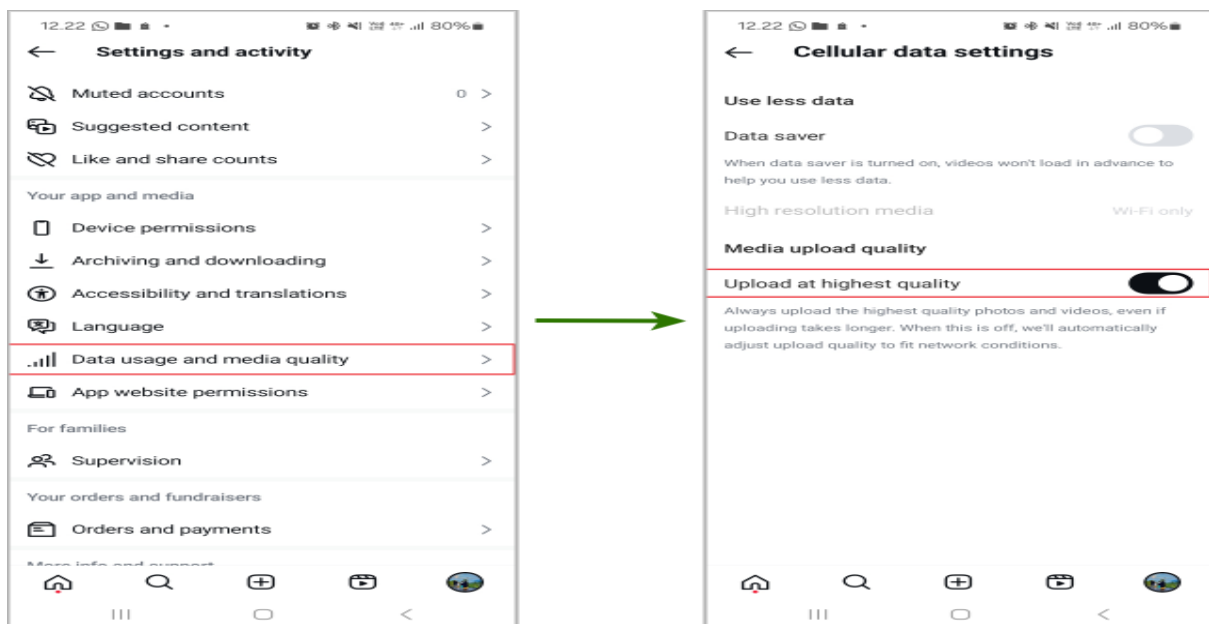 12.22
80%
Settings and activity
Muted accounts 0 >
Suggested content >
Like and share counts >
Your app and media
Device permissions >
Archiving and downloading >
Accessibility and translations >
Language >
Data usage and media quality >
App website permissions >
For families
Supervision >
Your orders and fundraisers
Orders and payments >
More info and support
12.22
80%
Cellular data settings
Use less data
Data saver
When data saver is turned on, videos won't load in advance to
help you use less data.
High resolution media Wi-Fi only
Media upload quality
Upload at highest quality
Always upload the highest quality photos and videos, even if
uploading takes longer. When this is off, we'll automatically
adjust upload quality to fit network conditions.